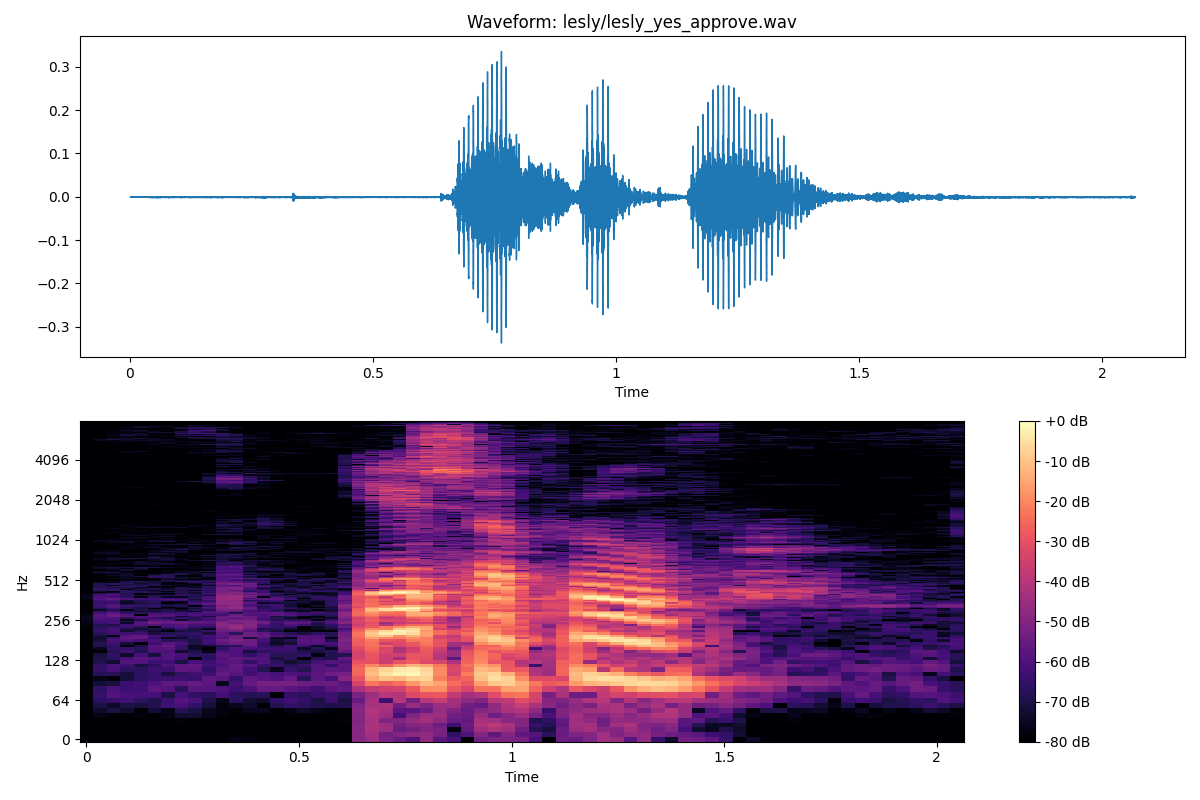 Waveform: lesly/lesly_yes_approve.wav
0.3
0.2
0.1
0.0
−0.1
−0.2
−0.3
0 0.5 1 1.5 2
Time
Hz
4096
2048
1024
512
256
128
64
0
0 0.5 1 1.5 2
Time
+0 dB
-10 dB
-20 dB
-30 dB
-40 dB
-50 dB
-60 dB
-70 dB
-80 dB